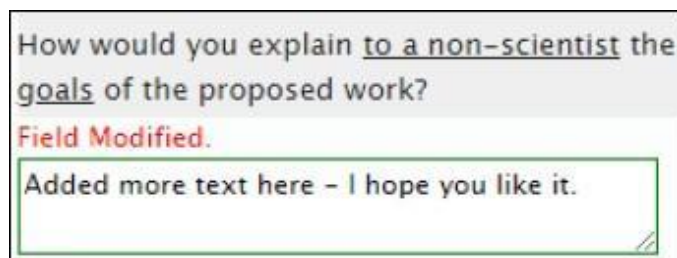 How would you explain to a non-scientist the
goals of the proposed work?
Field Modified.
Added more text here - I hope you like it.